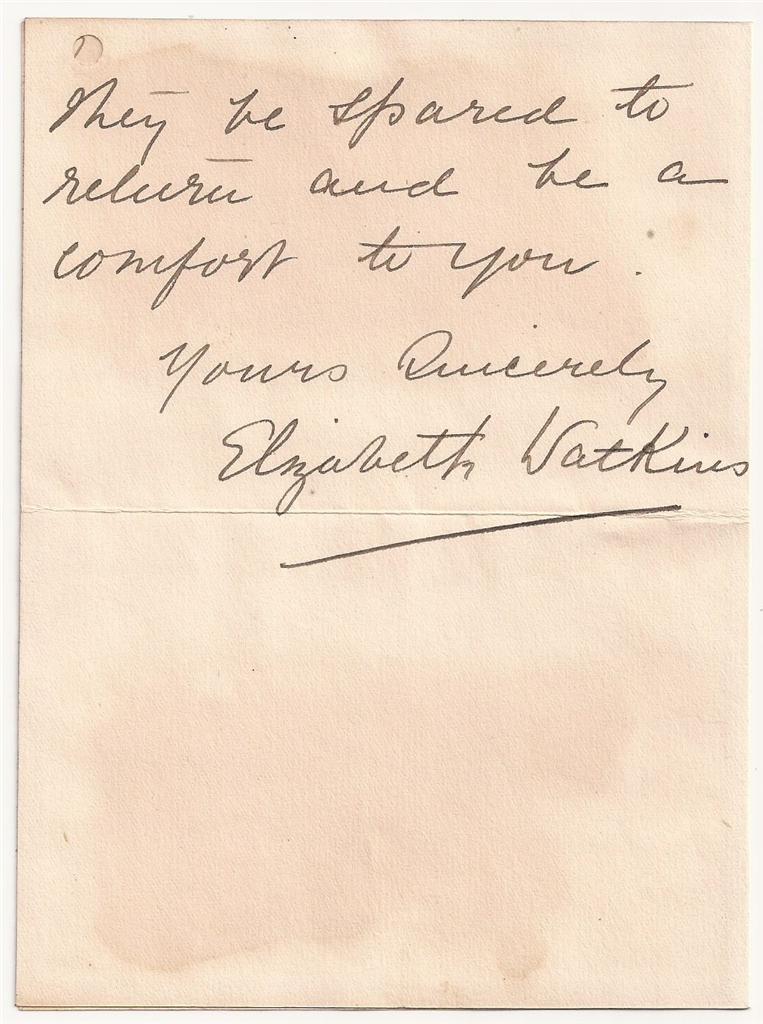 they be spared to
return and be a
comfort to you.
Yours Sincerely
Elizabeth Watkins